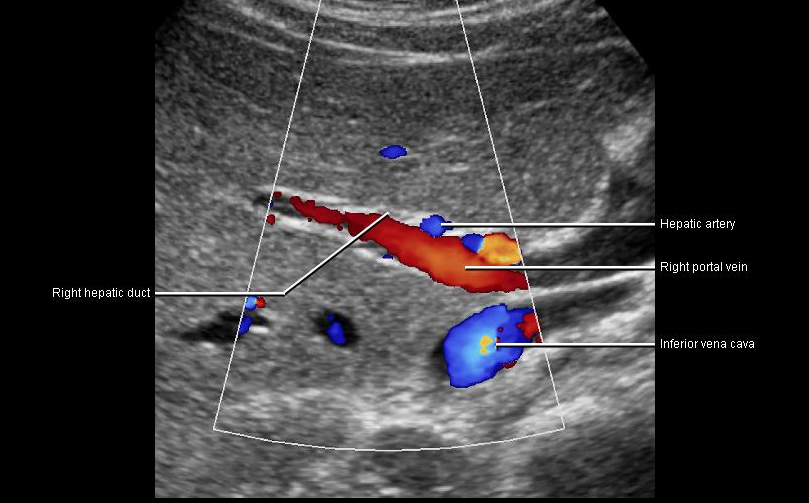 Hepatic artery
Right portal vein
Right hepatic duct
Inferior vena cava